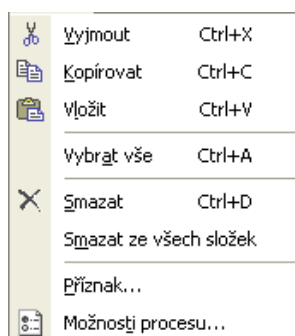 Vyjmout Ctrl+X
Kopírovat Ctrl+C
Vložit Ctrl+V
Vybrat vše Ctrl+A
Smazat Ctrl+D
Smazat ze všech složek
Příznak...
Možnosti procesu...